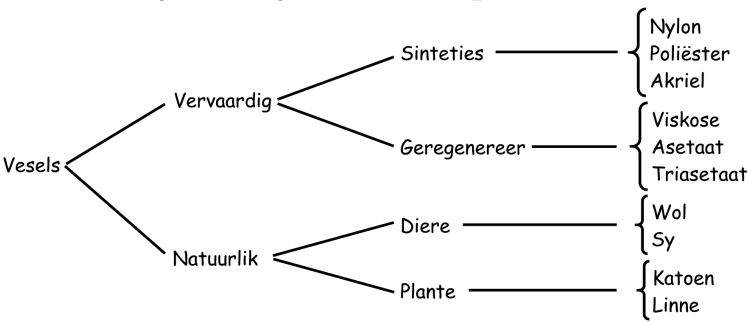 Vesels
Vervaardig
Sinteties
Nylon
Poliëster
Akriel
Geregenereer
Viskose
Asetaat
Triasetaat
Natuurlik
Diere
Wol
Sy
Plante
Katoen
Linne